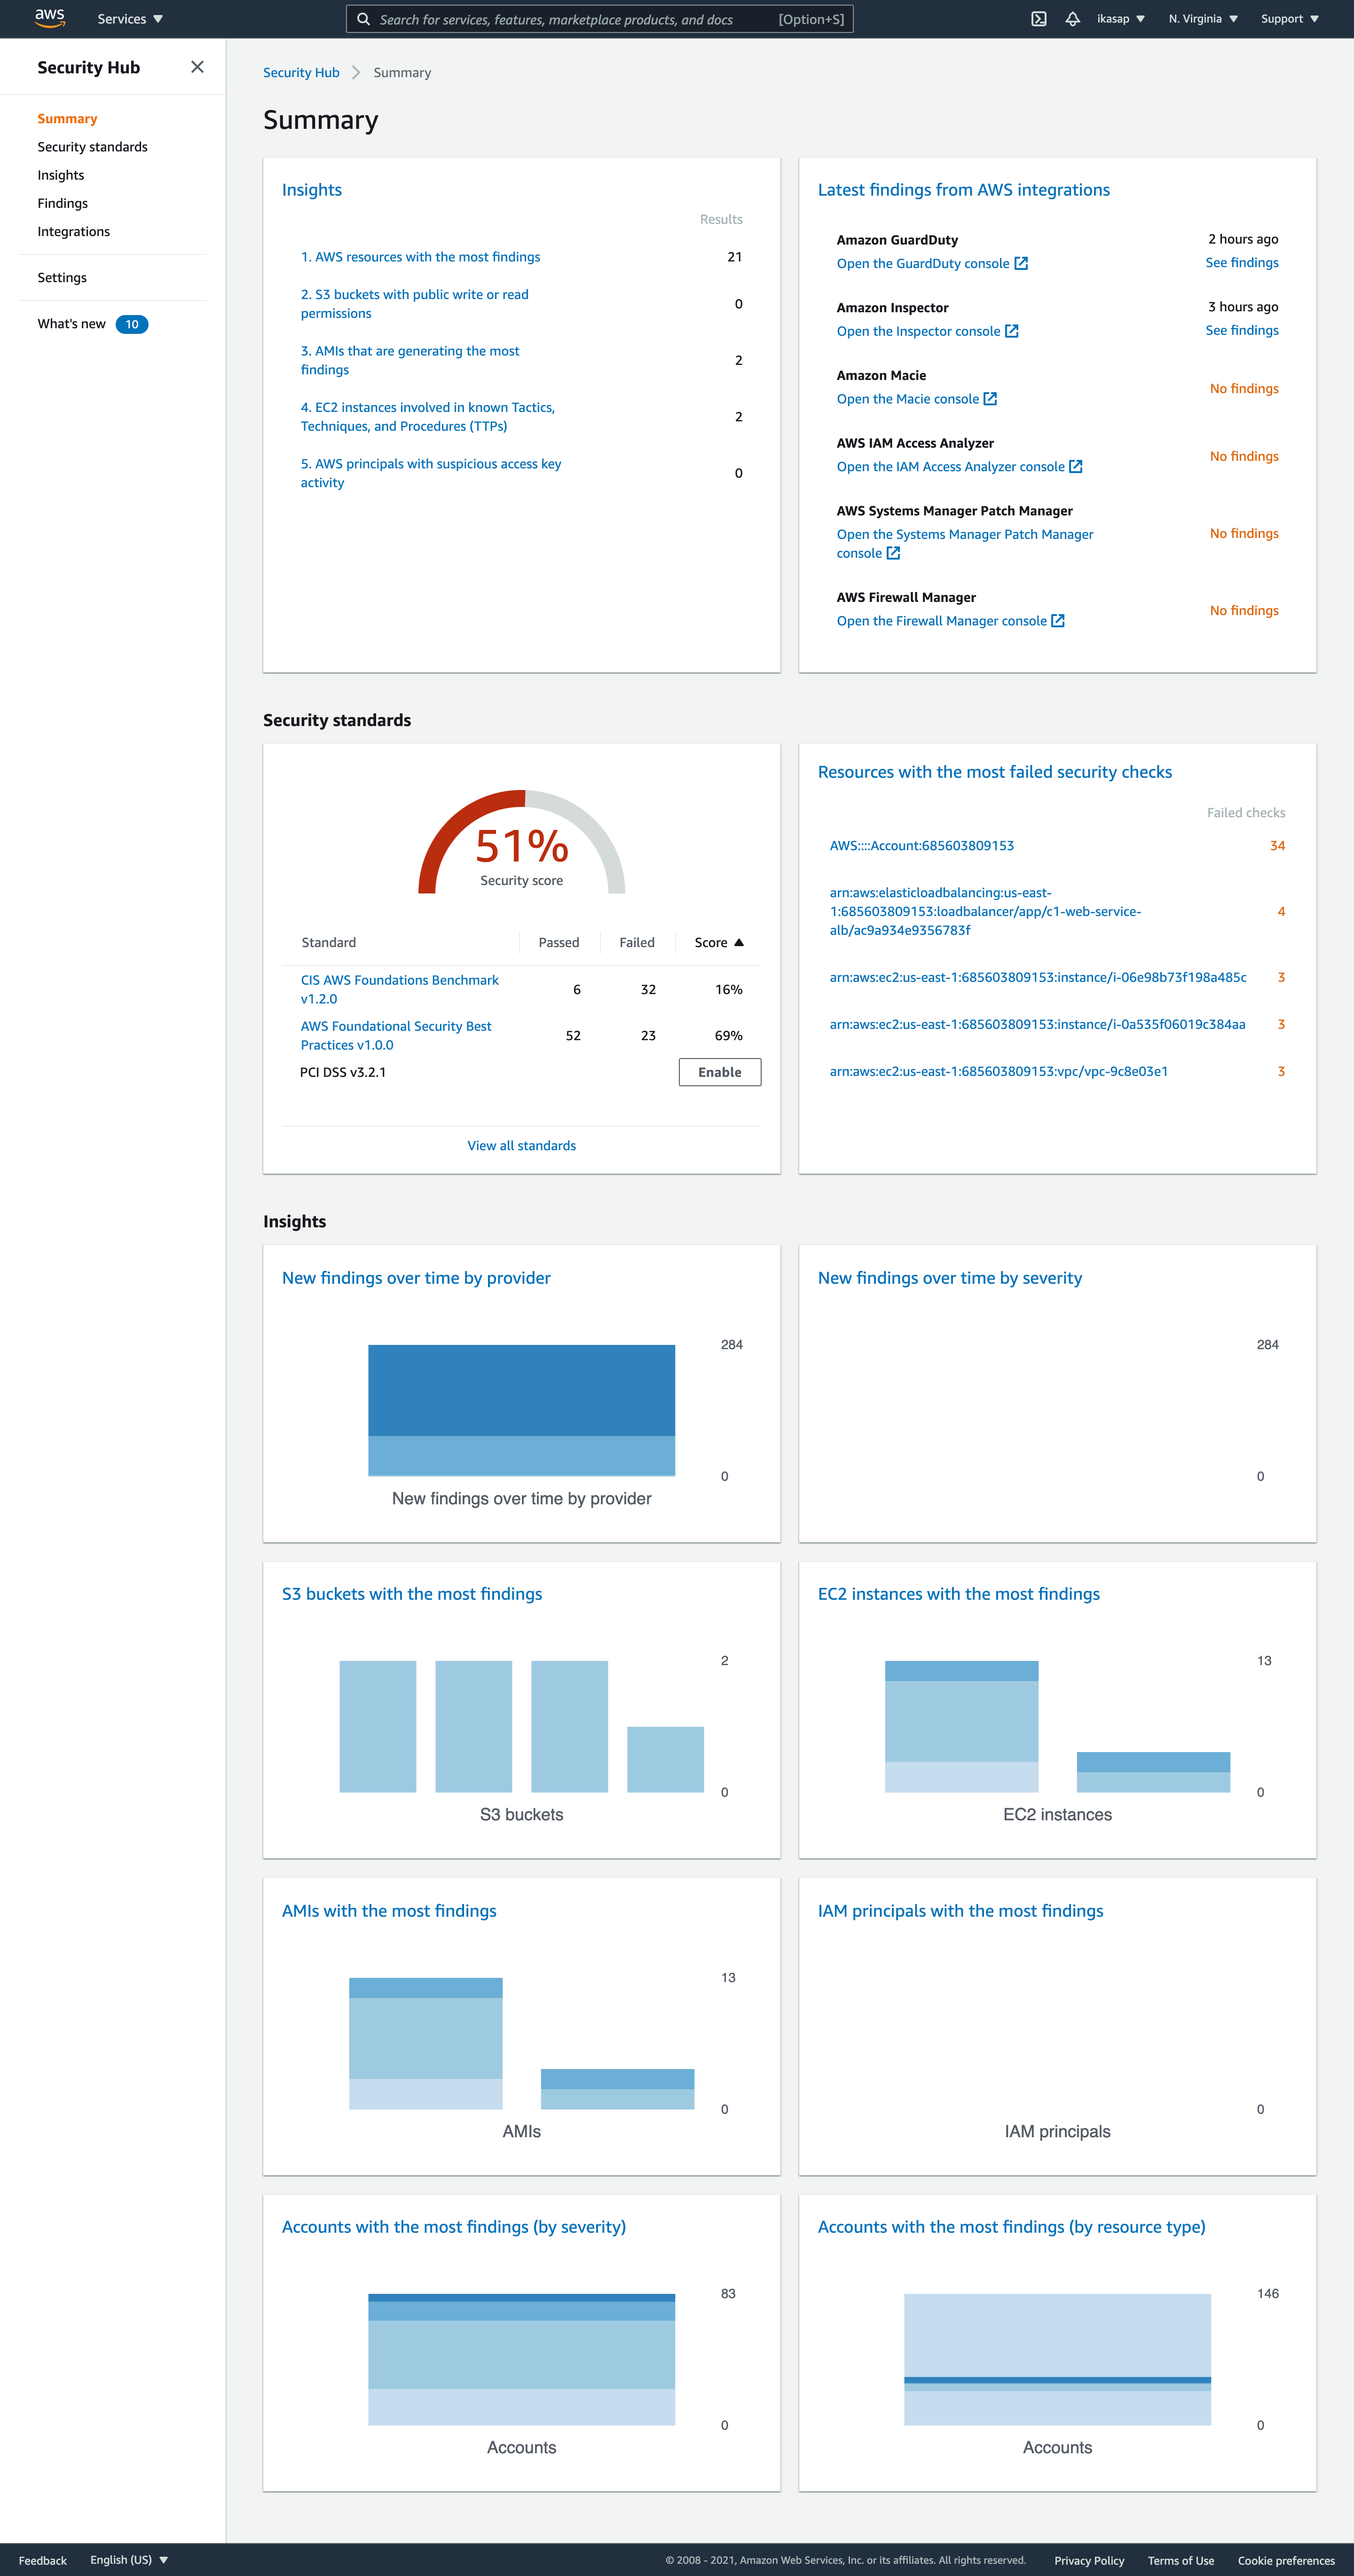 aws
Services
Search for services, features, marketplace products, and docs [Option+S]
ikasap
N. Virginia
Support
Security Hub
Summary
Security standards
Insights
Findings
Integrations
Settings
What's new 10
Security Hub Summary
Summary
Insights
Results
1. AWS resources with the most findings 21
2. S3 buckets with public write or read
permissions 0
3. AMIs that are generating the most
findings 2
4. EC2 instances involved in known Tactics,
Techniques, and Procedures (TTPs) 2
5. AWS principals with suspicious access key
activity 0
Latest findings from AWS integrations
Amazon GuardDuty 2 hours ago
Open the GuardDuty console See findings
Amazon Inspector 3 hours ago
Open the Inspector console See findings
Amazon Macie
Open the Macie console No findings
AWS IAM Access Analyzer
Open the IAM Access Analyzer console No findings
AWS Systems Manager Patch Manager
Open the Systems Manager Patch Manager No findings
console
AWS Firewall Manager
Open the Firewall Manager console No findings
Security standards
51%
Security score
Standard Passed Failed Score
CIS AWS Foundations Benchmark
v1.2.0 6 32 16%
AWS Foundational Security Best
Practices v1.0.0 52 23 69%
PCI DSS v3.2.1 Enable
View all standards
Resources with the most failed security checks
Failed checks
AWS::::Account:685603809153 34
arn:aws:elasticloadbalancing:us-east-
1:685603809153:loadbalancer/app/c1-web-service- 4
alb/ac9a934e9356783f
arn:aws:ec2:us-east-1:685603809153:instance/i-06e98b73f198a485c 3
arn:aws:ec2:us-east-1:685603809153:instance/i-0a535f06019c384aa 3
arn:aws:ec2:us-east-1:685603809153:vpc/vpc-9c8e03e1 3
Insights
New findings over time by provider
284
0
New findings over time by provider
New findings over time by severity
284
0
S3 buckets with the most findings
2
0
S3 buckets
EC2 instances with the most findings
13
0
EC2 instances
AMIs with the most findings
13
0
AMIs
IAM principals with the most findings
0
IAM principals
Accounts with the most findings (by severity)
83
0
Accounts
Accounts with the most findings (by resource type)
146
0
Accounts
Feedback English (US) © 2008 - 2021, Amazon Web Services, Inc. or its affiliates. All rights reserved. Privacy Policy Terms of Use Cookie preferences